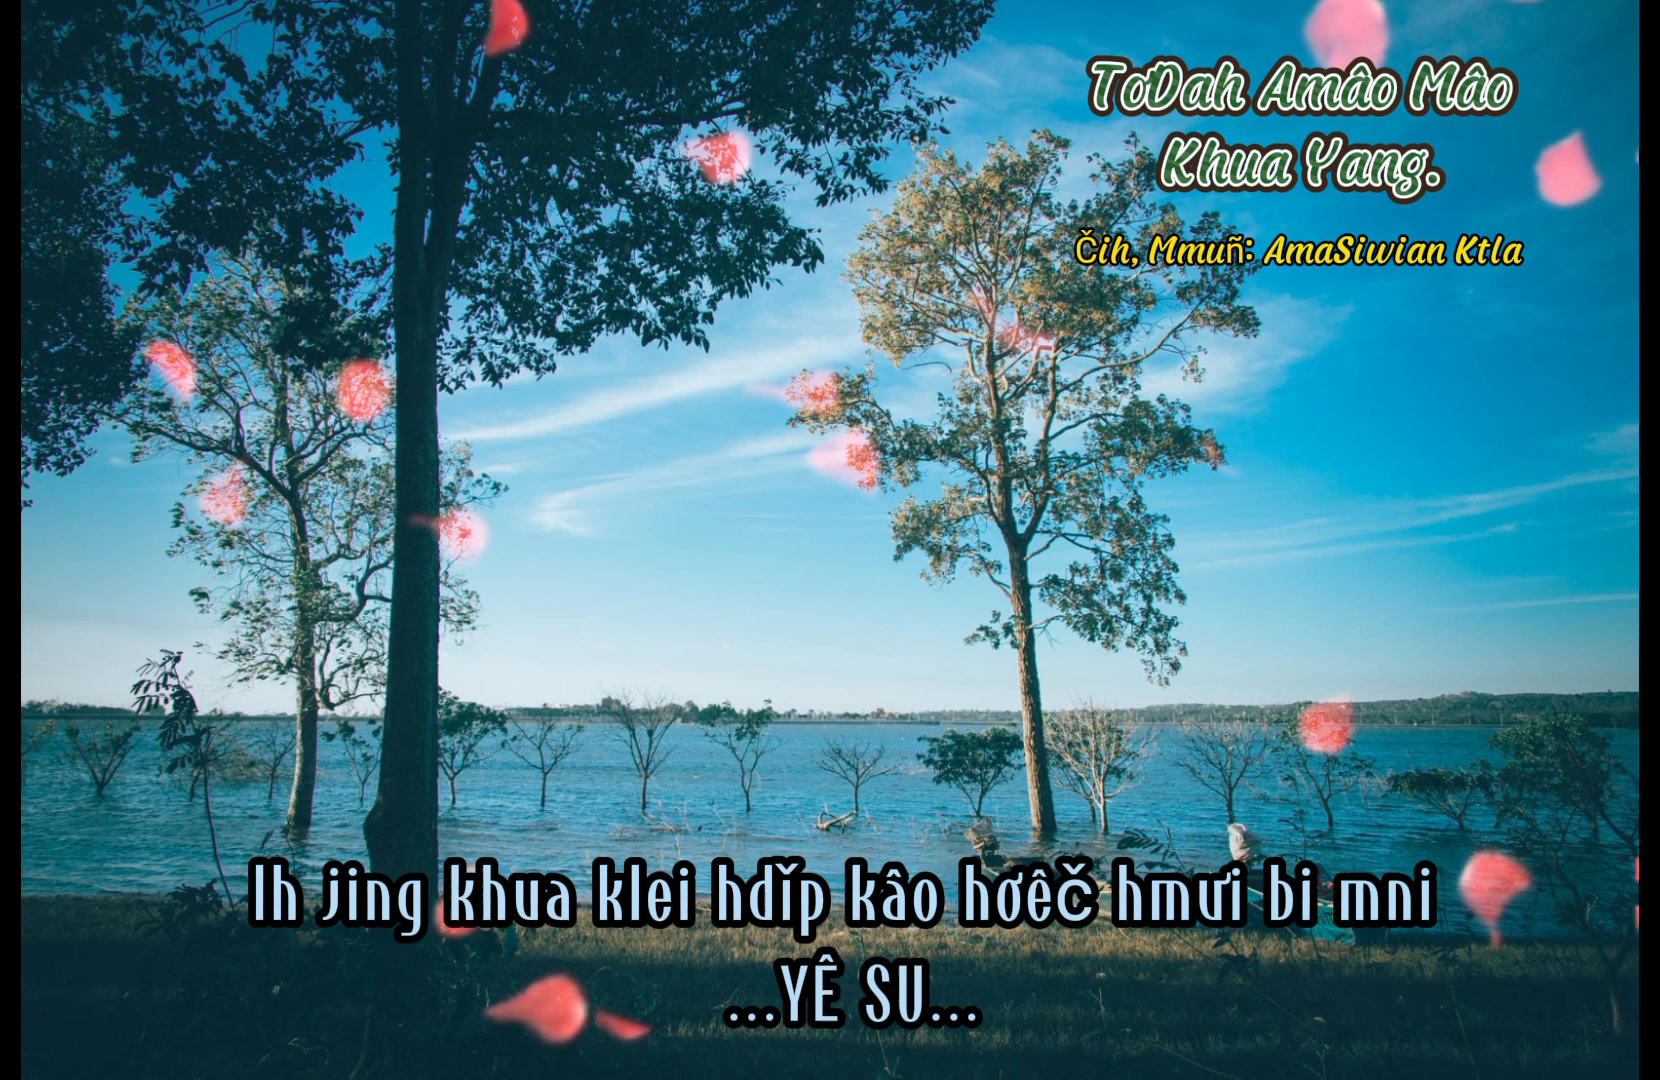 TơDah Amâo Mâo
Khua Yang.
Čih, Mmuñ: AmaSiwian Ktla
Ih jing khua klei hdĭp kâo hơêč hmưi bi mni
...YÊ SU...